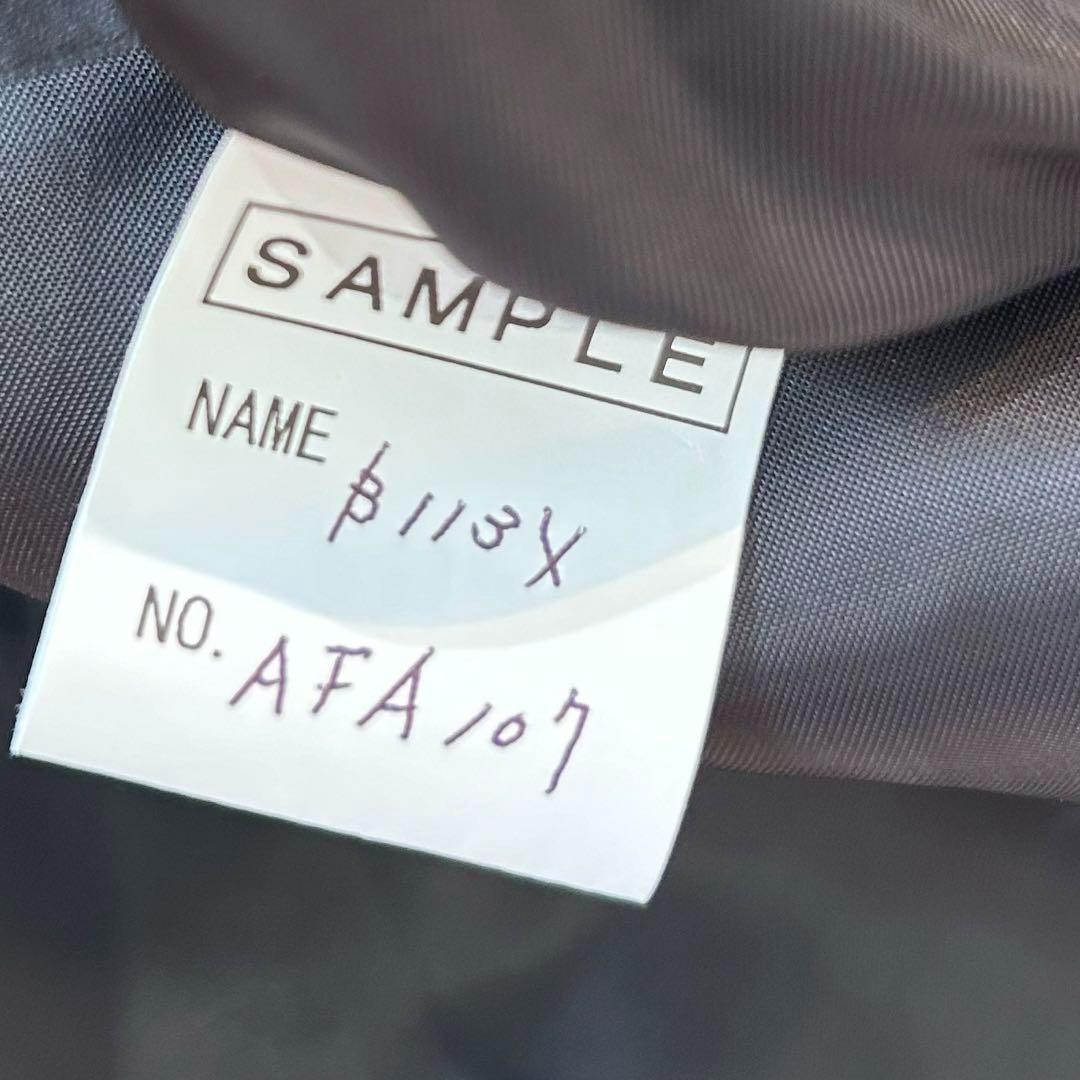 SAMPLE
NAME B113X
NO. AFA107